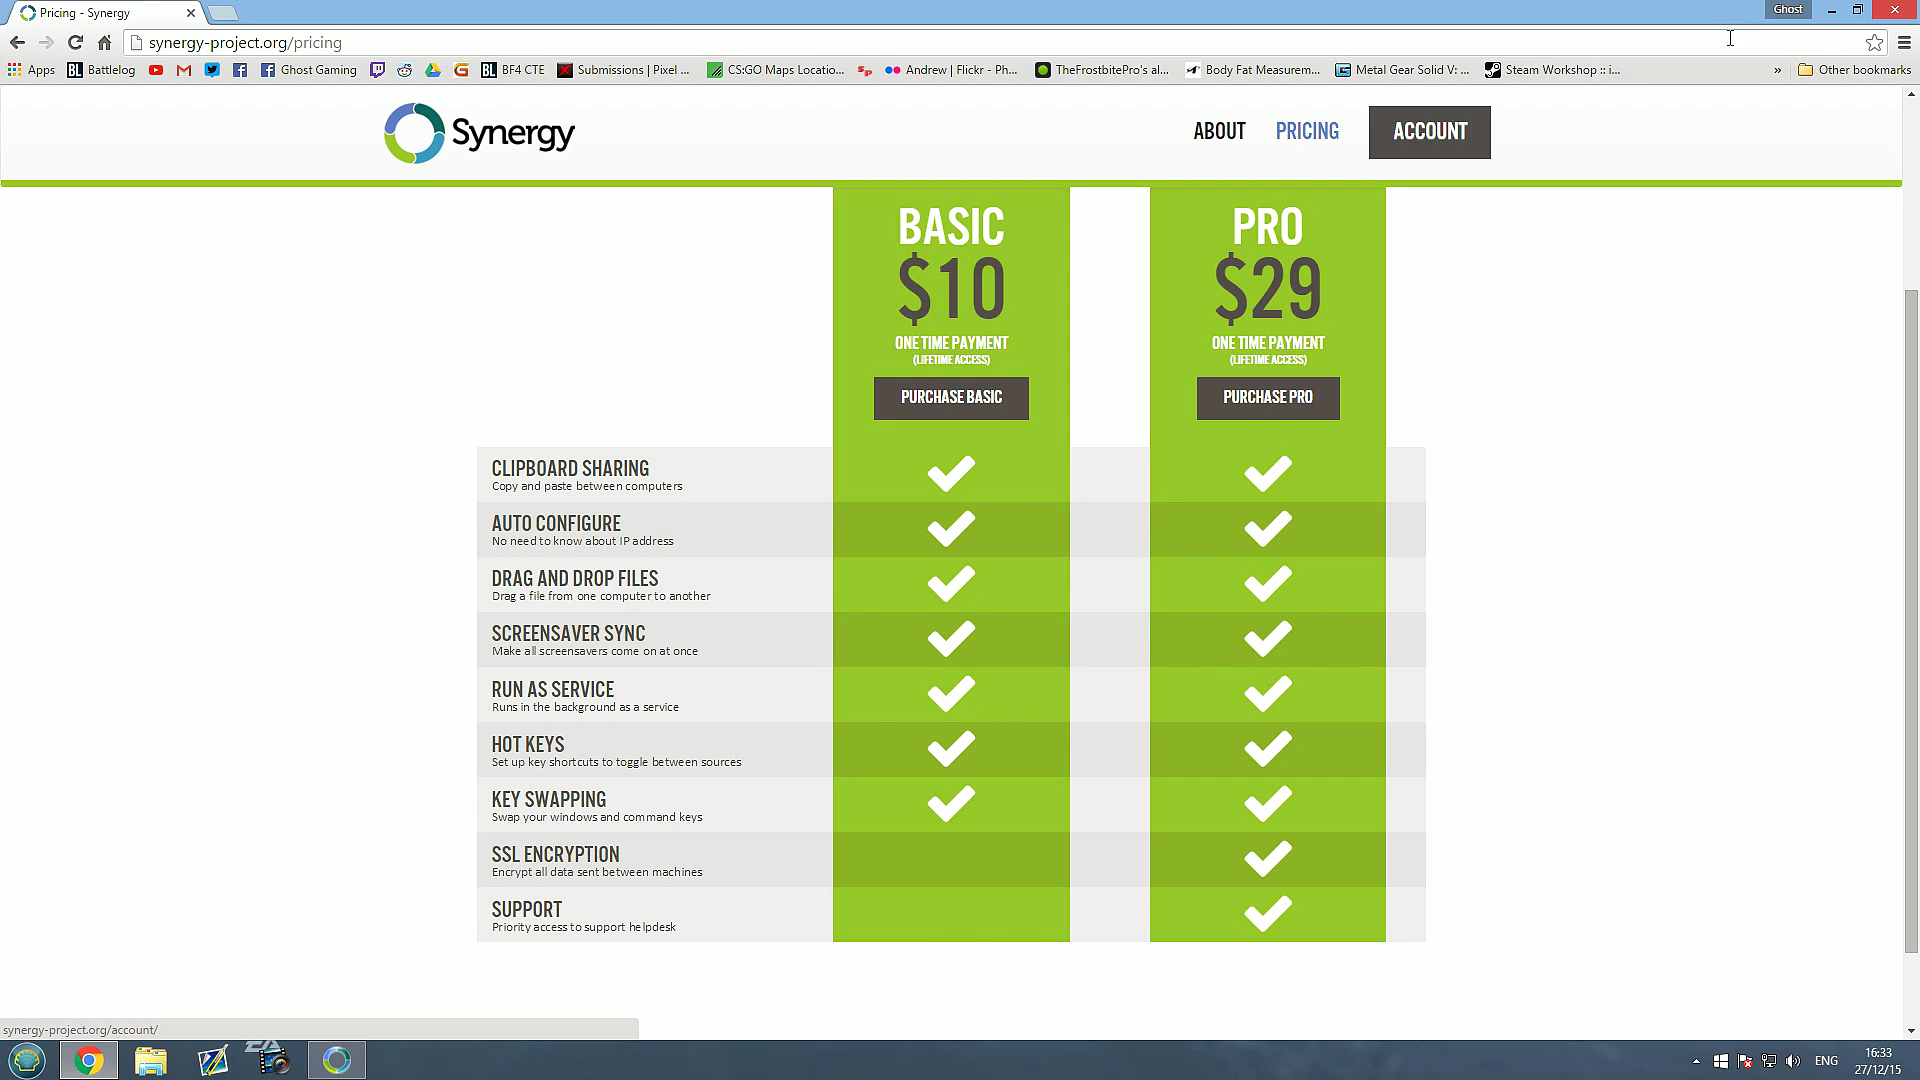 Pricing - Synergy
Ghost
synergy-project.org/pricing
Apps
Battlelog
Ghost Gaming
BF4 CTE
Submissions | Pixel ...
CS:GO Maps Locatio...
Andrew | Flickr - Ph...
TheFrostbitePro's al...
Body Fat Measurem...
Metal Gear Solid V: ...
Steam Workshop :: i...
»
Other bookmarks
Synergy
ABOUT
PRICING
ACCOUNT
BASIC
$10
ONE TIME PAYMENT
(LIFETIME ACCESS)
PURCHASE BASIC
PRO
$29
ONE TIME PAYMENT
(LIFETIME ACCESS)
PURCHASE PRO
CLIPBOARD SHARING
Copy and paste between computers
AUTO CONFIGURE
No need to know about IP address
DRAG AND DROP FILES
Drag a file from one computer to another
SCREENSAVER SYNC
Make all screensavers come on at once
RUN AS SERVICE
Runs in the background as a service
HOT KEYS
Set up key shortcuts to toggle between sources
KEY SWAPPING
Swap your windows and command keys
SSL ENCRYPTION
Encrypt all data sent between machines
SUPPORT
Priority access to support helpdesk
synergy-project.org/account/
EA
ENG
16:33
27/12/15